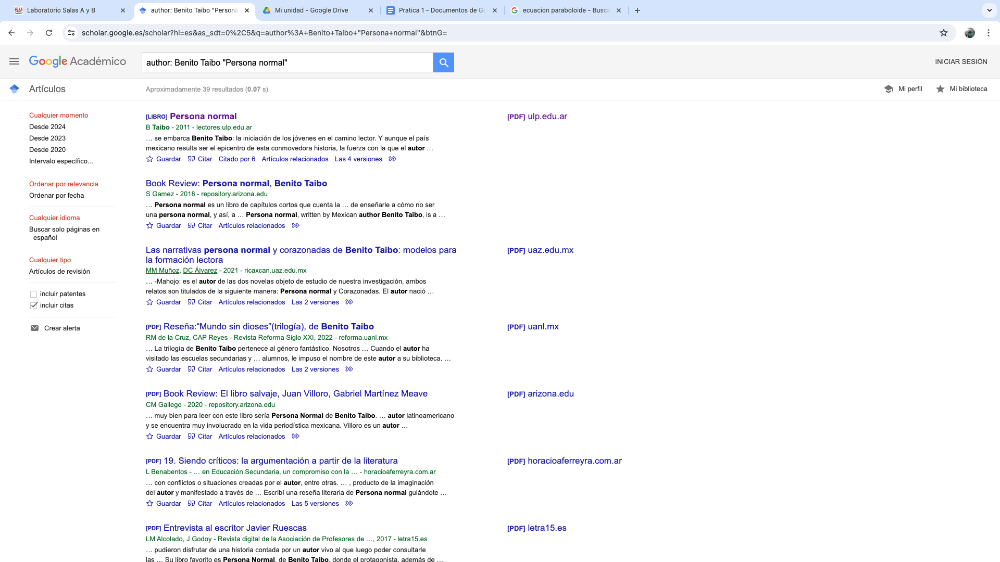 Laboratorio Salas A y B
author: Benito Taibo "Persona
Mi unidad - Google Drive
Pratica 1 - Documentos de Go
ecuacion paraboloide - Busca
scholar.google.es/scholar?hl=es&as_sdt=0%2C5&q=author%3A+Benito+Taibo+"Persona+normal"&btnG=
Google Académico
author: Benito Taibo "Persona normal"
INICIAR SESIÓN
Artículos
Aproximadamente 39 resultados (0.07 s)
Mi perfil
Mi biblioteca
Cualquier momento
Desde 2024
Desde 2023
Desde 2020
Intervalo específico...
Ordenar por relevancia
Ordenar por fecha
Cualquier idioma
Buscar solo páginas en
español
Cualquier tipo
Artículos de revisión
incluir patentes
incluir citas
Crear alerta
[LIBRO] Persona normal
B Taibo - 2011 - lectores.ulp.edu.ar
… se embarca Benito Taibo: la iniciación de los jóvenes en el camino lector. Y aunque el país
mexicano resulta ser el epicentro de esta conmovedora historia, la fuerza con la que el autor …
Guardar Citar Citado por 6 Artículos relacionados Las 4 versiones
[PDF] ulp.edu.ar
Book Review: Persona normal, Benito Taibo
S Gamez - 2018 - repository.arizona.edu
… Persona normal es un libro de capítulos cortos que cuenta la … de enseñarle a cómo no ser
una persona normal, y así, a … Persona normal, written by Mexican author Benito Taibo, is a …
Guardar Citar Artículos relacionados
Las narrativas persona normal y corazonadas de Benito Taibo: modelos para
la formación lectora
MM Muñoz, DC Álvarez - 2021 - ricaxcan.uaz.edu.mx
… -Mahojo: es el autor de las dos novelas objeto de estudio de nuestra investigación, ambos
relatos son titulados de la siguiente manera: Persona normal y Corazonadas. El autor nació …
Guardar Citar Artículos relacionados Las 2 versiones
[PDF] uaz.edu.mx
[PDF] Reseña:“Mundo sin dioses”(trilogía), de Benito Taibo
RM de la Cruz, CAP Reyes - Revista Reforma Siglo XXI, 2022 - reforma.uanl.mx
… La trilogía de Benito Taibo pertenece al género fantástico. Nosotros … Cuando el autor ha
visitado las escuelas secundarias y … alumnos, le impuso el nombre de este autor a su biblioteca. …
Guardar Citar Artículos relacionados Las 2 versiones
[PDF] uanl.mx
[PDF] Book Review: El libro salvaje, Juan Villoro, Gabriel Martínez Meave
CM Gallego - 2020 - repository.arizona.edu
… muy bien para leer con este libro sería Persona Normal de Benito Taibo. … autor latinoamericano
y se encuentra muy involucrado en la vida periodística mexicana. Villoro es un autor …
Guardar Citar Artículos relacionados
[PDF] arizona.edu
[PDF] 19. Siendo críticos: la argumentación a partir de la literatura
L Benabentos - … en Educación Secundaria, un compromiso con la … - horacioaferreyra.com.ar
… con conflictos o situaciones creadas por el autor, entre otras. … , producto de la imaginación
del autor y manifestado a través de … Escribí una reseña literaria de Persona normal guiándote …
Guardar Citar Artículos relacionados Las 5 versiones
[PDF] horacioaferreyra.com.ar
[PDF] Entrevista al escritor Javier Ruescas
LM Alcolado, J Godoy - Revista digital de la Asociación de Profesores de …, 2017 - letra15.es
… pudieron disfrutar de una historia contada por un autor vivo al que luego poder consultarle
las … Su libro favorito es Persona Normal, de Benito Taibo, donde el protagonista, además de …
[PDF] letra15.es